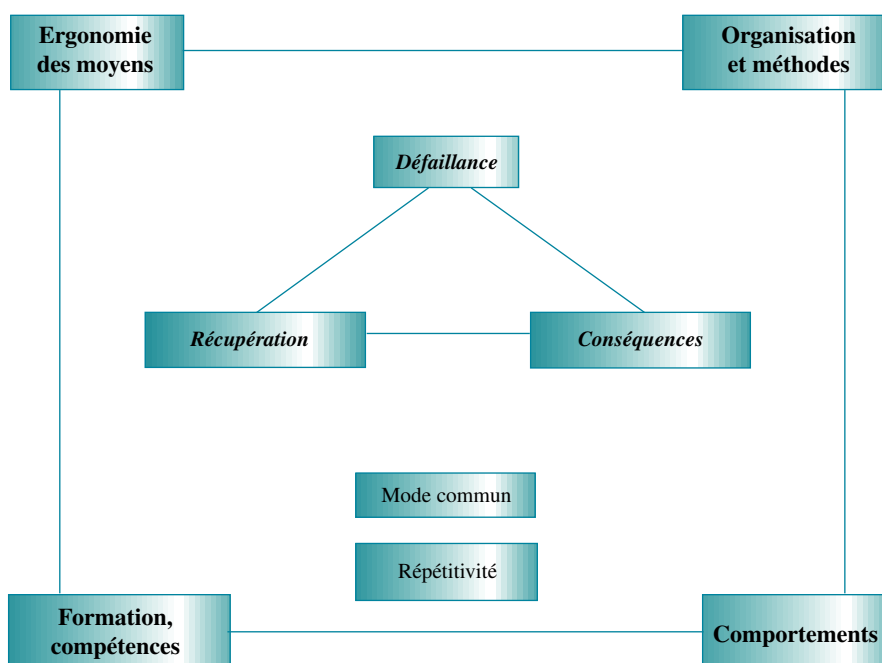 Ergonomie
des moyens
Organisation
et méthodes
Défaillance
Récupération
Conséquences
Mode commun
Répétitivité
Formation,
compétences
Comportements